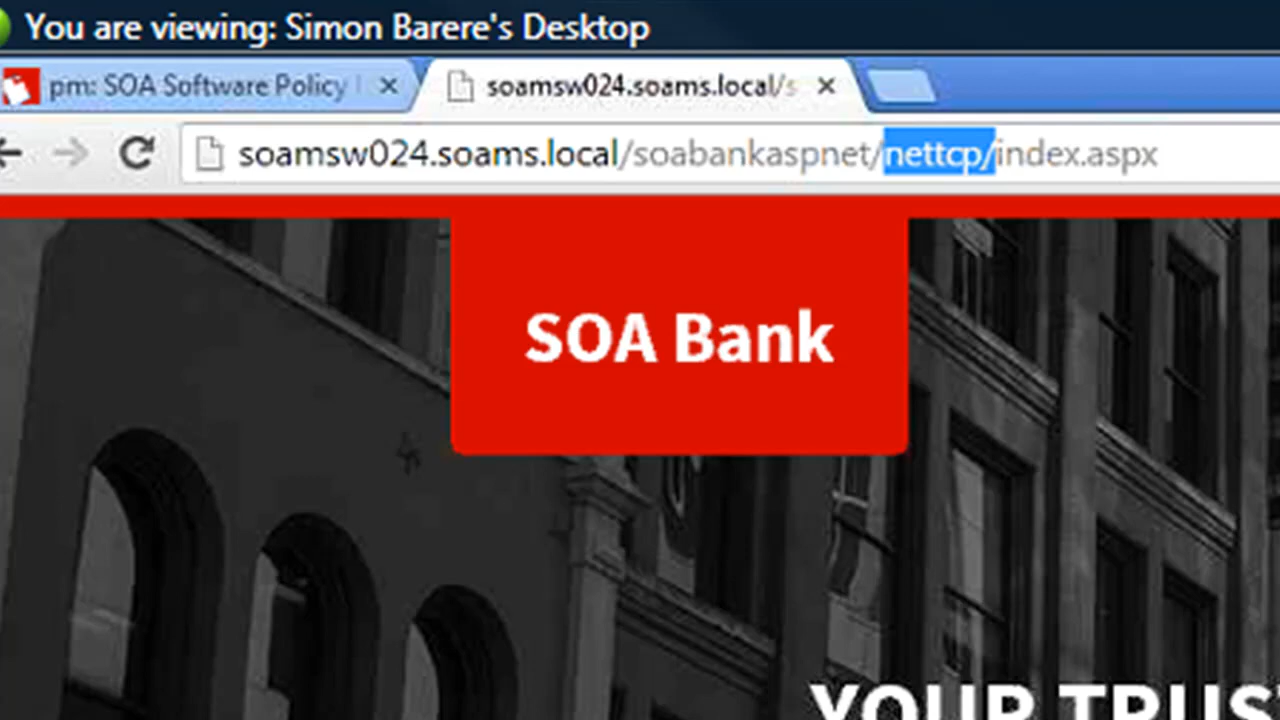 You are viewing: Simon Barere's Desktop
pm: SOA Software Policy
soamsw024.soams.local/s
soamsw024.soams.local/soabankaspnet/nettcp/index.aspx
SOA Bank
YOUR TRUST